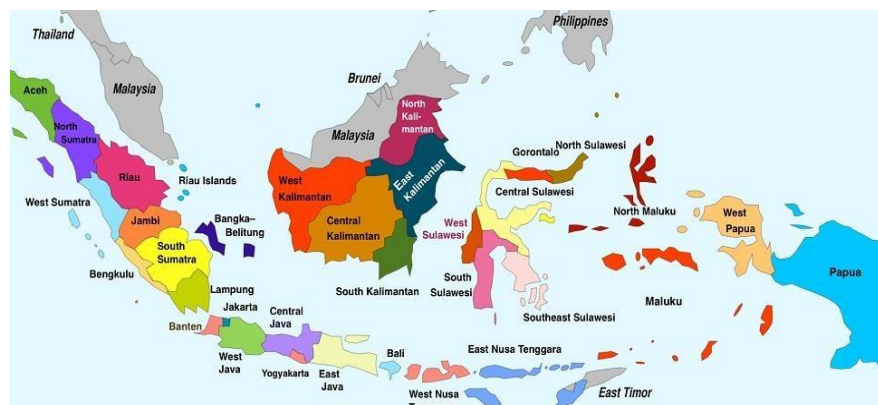 Philippines
Thailand
Malaysia
Brunei
Aceh
North
Sumatra
North
Kali-
mantan
Malaysia
Gorontalo
North Sulawesi
Riau
Riau Islands
West
Kalimantan
East
Kalimantan
Central Sulawesi
West Sumatra
Jambi
Bangka–
Belitung
Central
Kalimantan
West
Sulawesi
North Maluku
West
Papua
South
Sumatra
Bengkulu
South Kalimantan
South
Sulawesi
Papua
Lampung
Jakarta
Central
Java
Southeast Sulawesi
Maluku
Banten
West
Java
Yogyakarta
East
Java
Bali
East Nusa Tenggara
West Nusa
East Timor